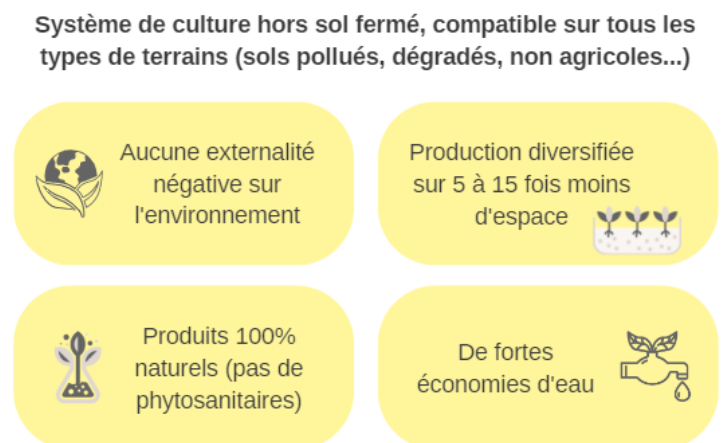 Système de culture hors sol fermé, compatible sur tous les
types de terrains (sols pollués, dégradés, non agricoles...)
Aucune externalité
négative sur
l'environnement
Production diversifiée
sur 5 à 15 fois moins
d'espace
Produits 100%
naturels (pas de
phytosanitaires)
De fortes
économies d'eau